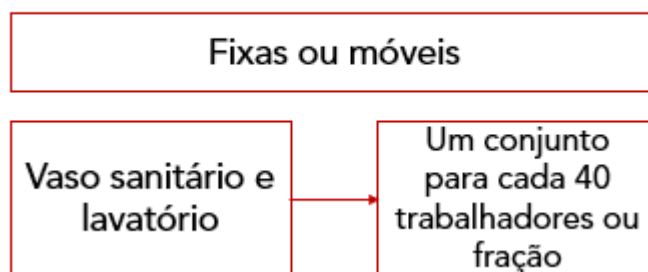 Fixas ou móveis
Vaso sanitário e
lavatório
Um conjunto
para cada 40
trabalhadores ou
fração